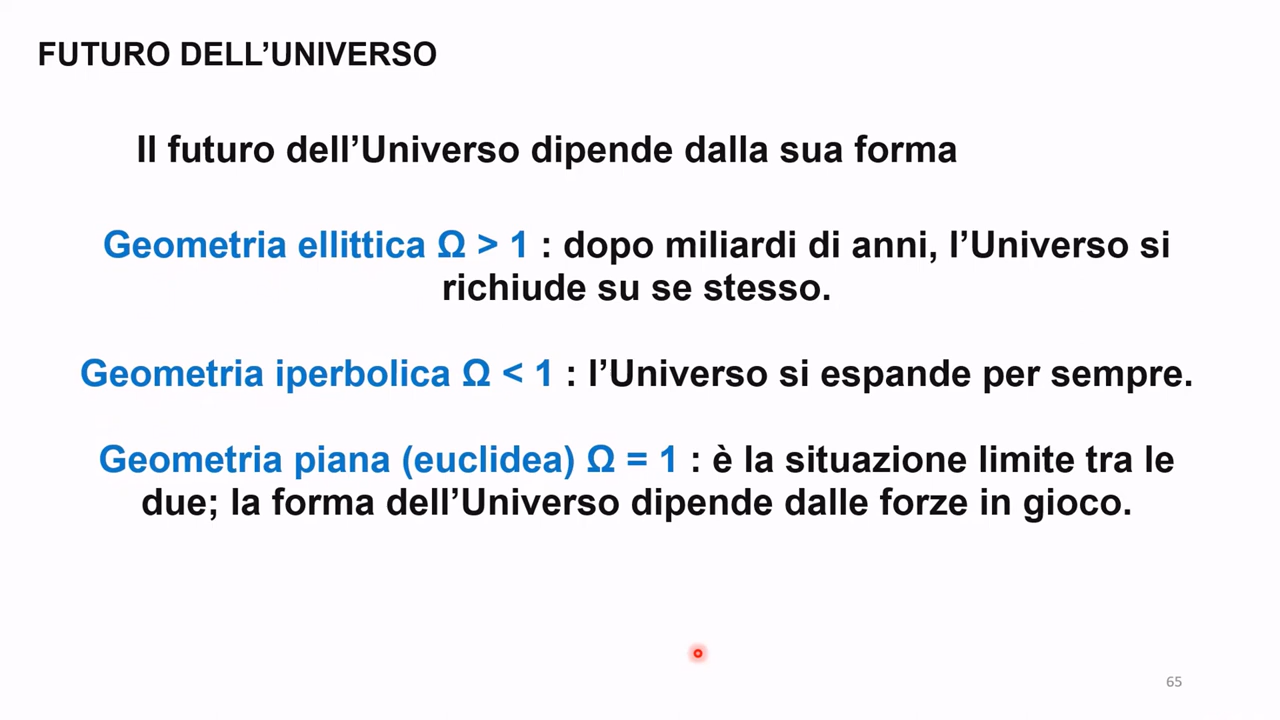 FUTURO DELL’UNIVERSO
Il futuro dell’Universo dipende dalla sua forma
Geometria ellittica Ω > 1 : dopo miliardi di anni, l’Universo si
richiude su se stesso.
Geometria iperbolica Ω < 1 : l’Universo si espande per sempre.
Geometria piana (euclidea) Ω = 1 : è la situazione limite tra le
due; la forma dell’Universo dipende dalle forze in gioco.
65